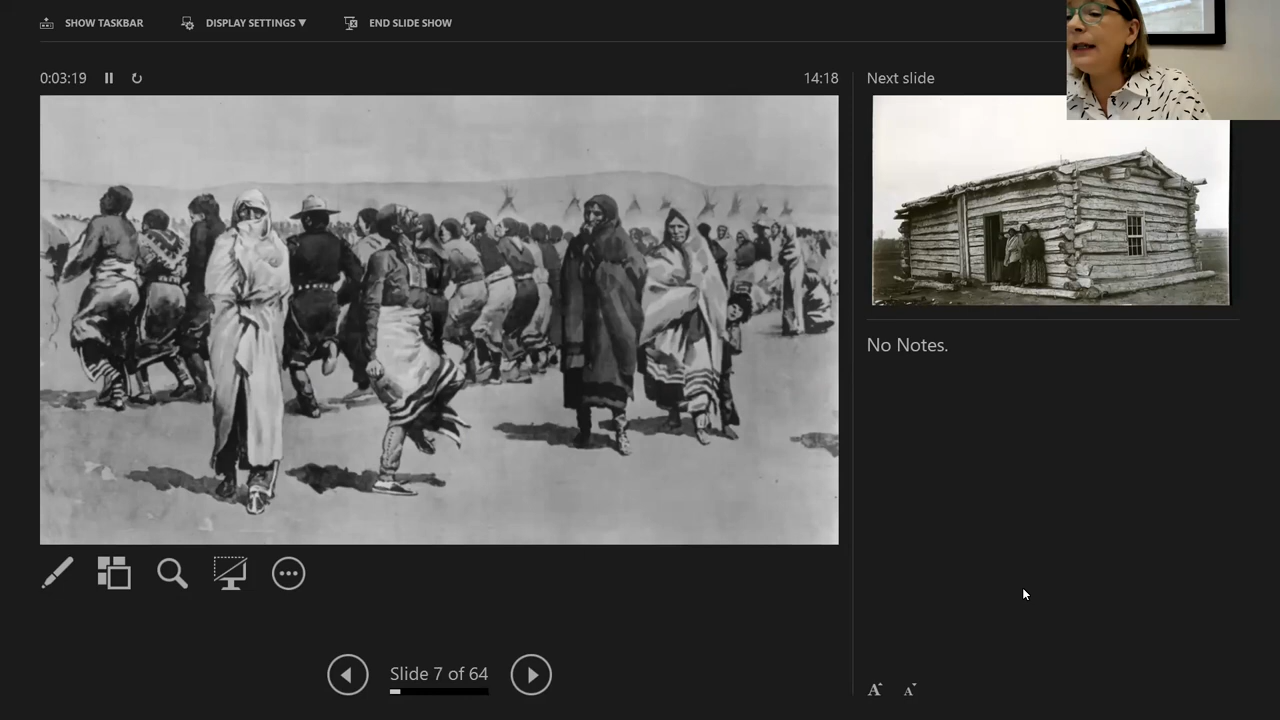 SHOW TASKBAR DISPLAY SETTINGS ▼ END SLIDE SHOW
0:03:19 14:18 Next slide
No Notes.
Slide 7 of 64
A A